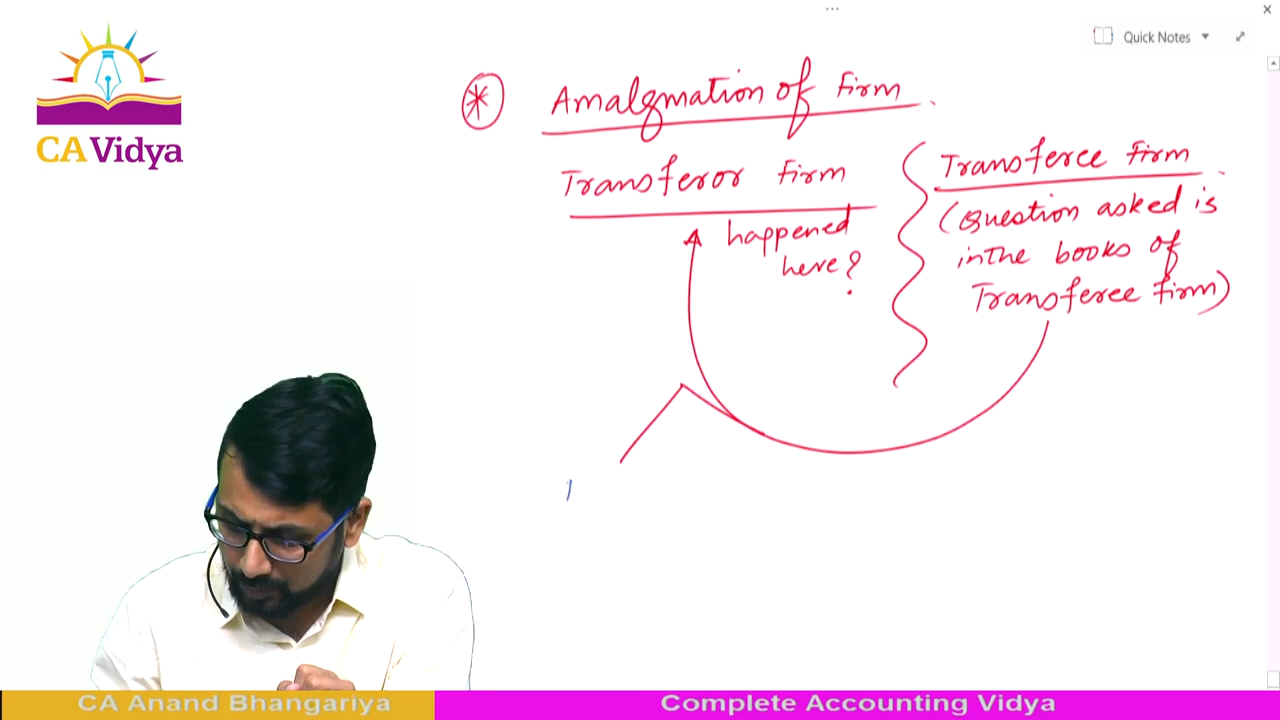 Quick Notes
CA Vidya
Amalgmation of firm.
Transferor firm
happened
here?
Transferee firm
(Question asked is
in the books of
Transferee firm)
CA Anand Bhangariya
Complete Accounting Vidya